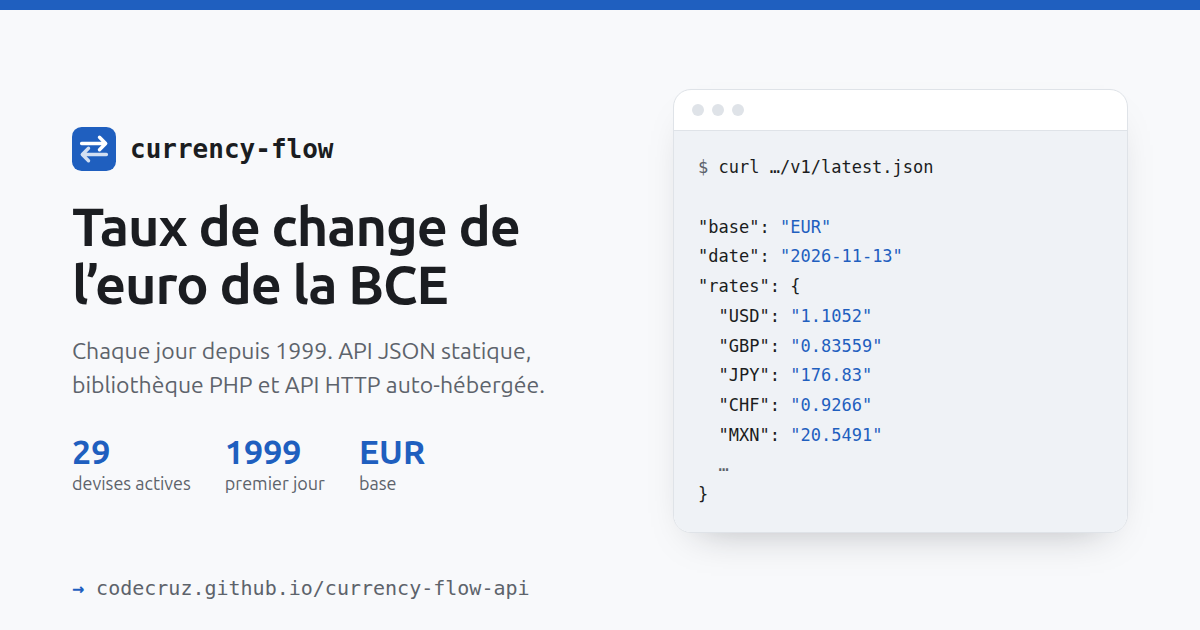 currency-flow
Taux de change de
l’euro de la BCE
Chaque jour depuis 1999. API JSON statique,
bibliothèque PHP et API HTTP auto-hébergée.
29
devises actives
1999
premier jour
EUR
base
→ codecruz.github.io/currency-flow-api
$ curl …/v1/latest.json
"base": "EUR"
"date": "2026-11-13"
"rates": {
"USD": "1.1052"
"GBP": "0.83559"
"JPY": "176.83"
"CHF": "0.9266"
"MXN": "20.5491"
…
}